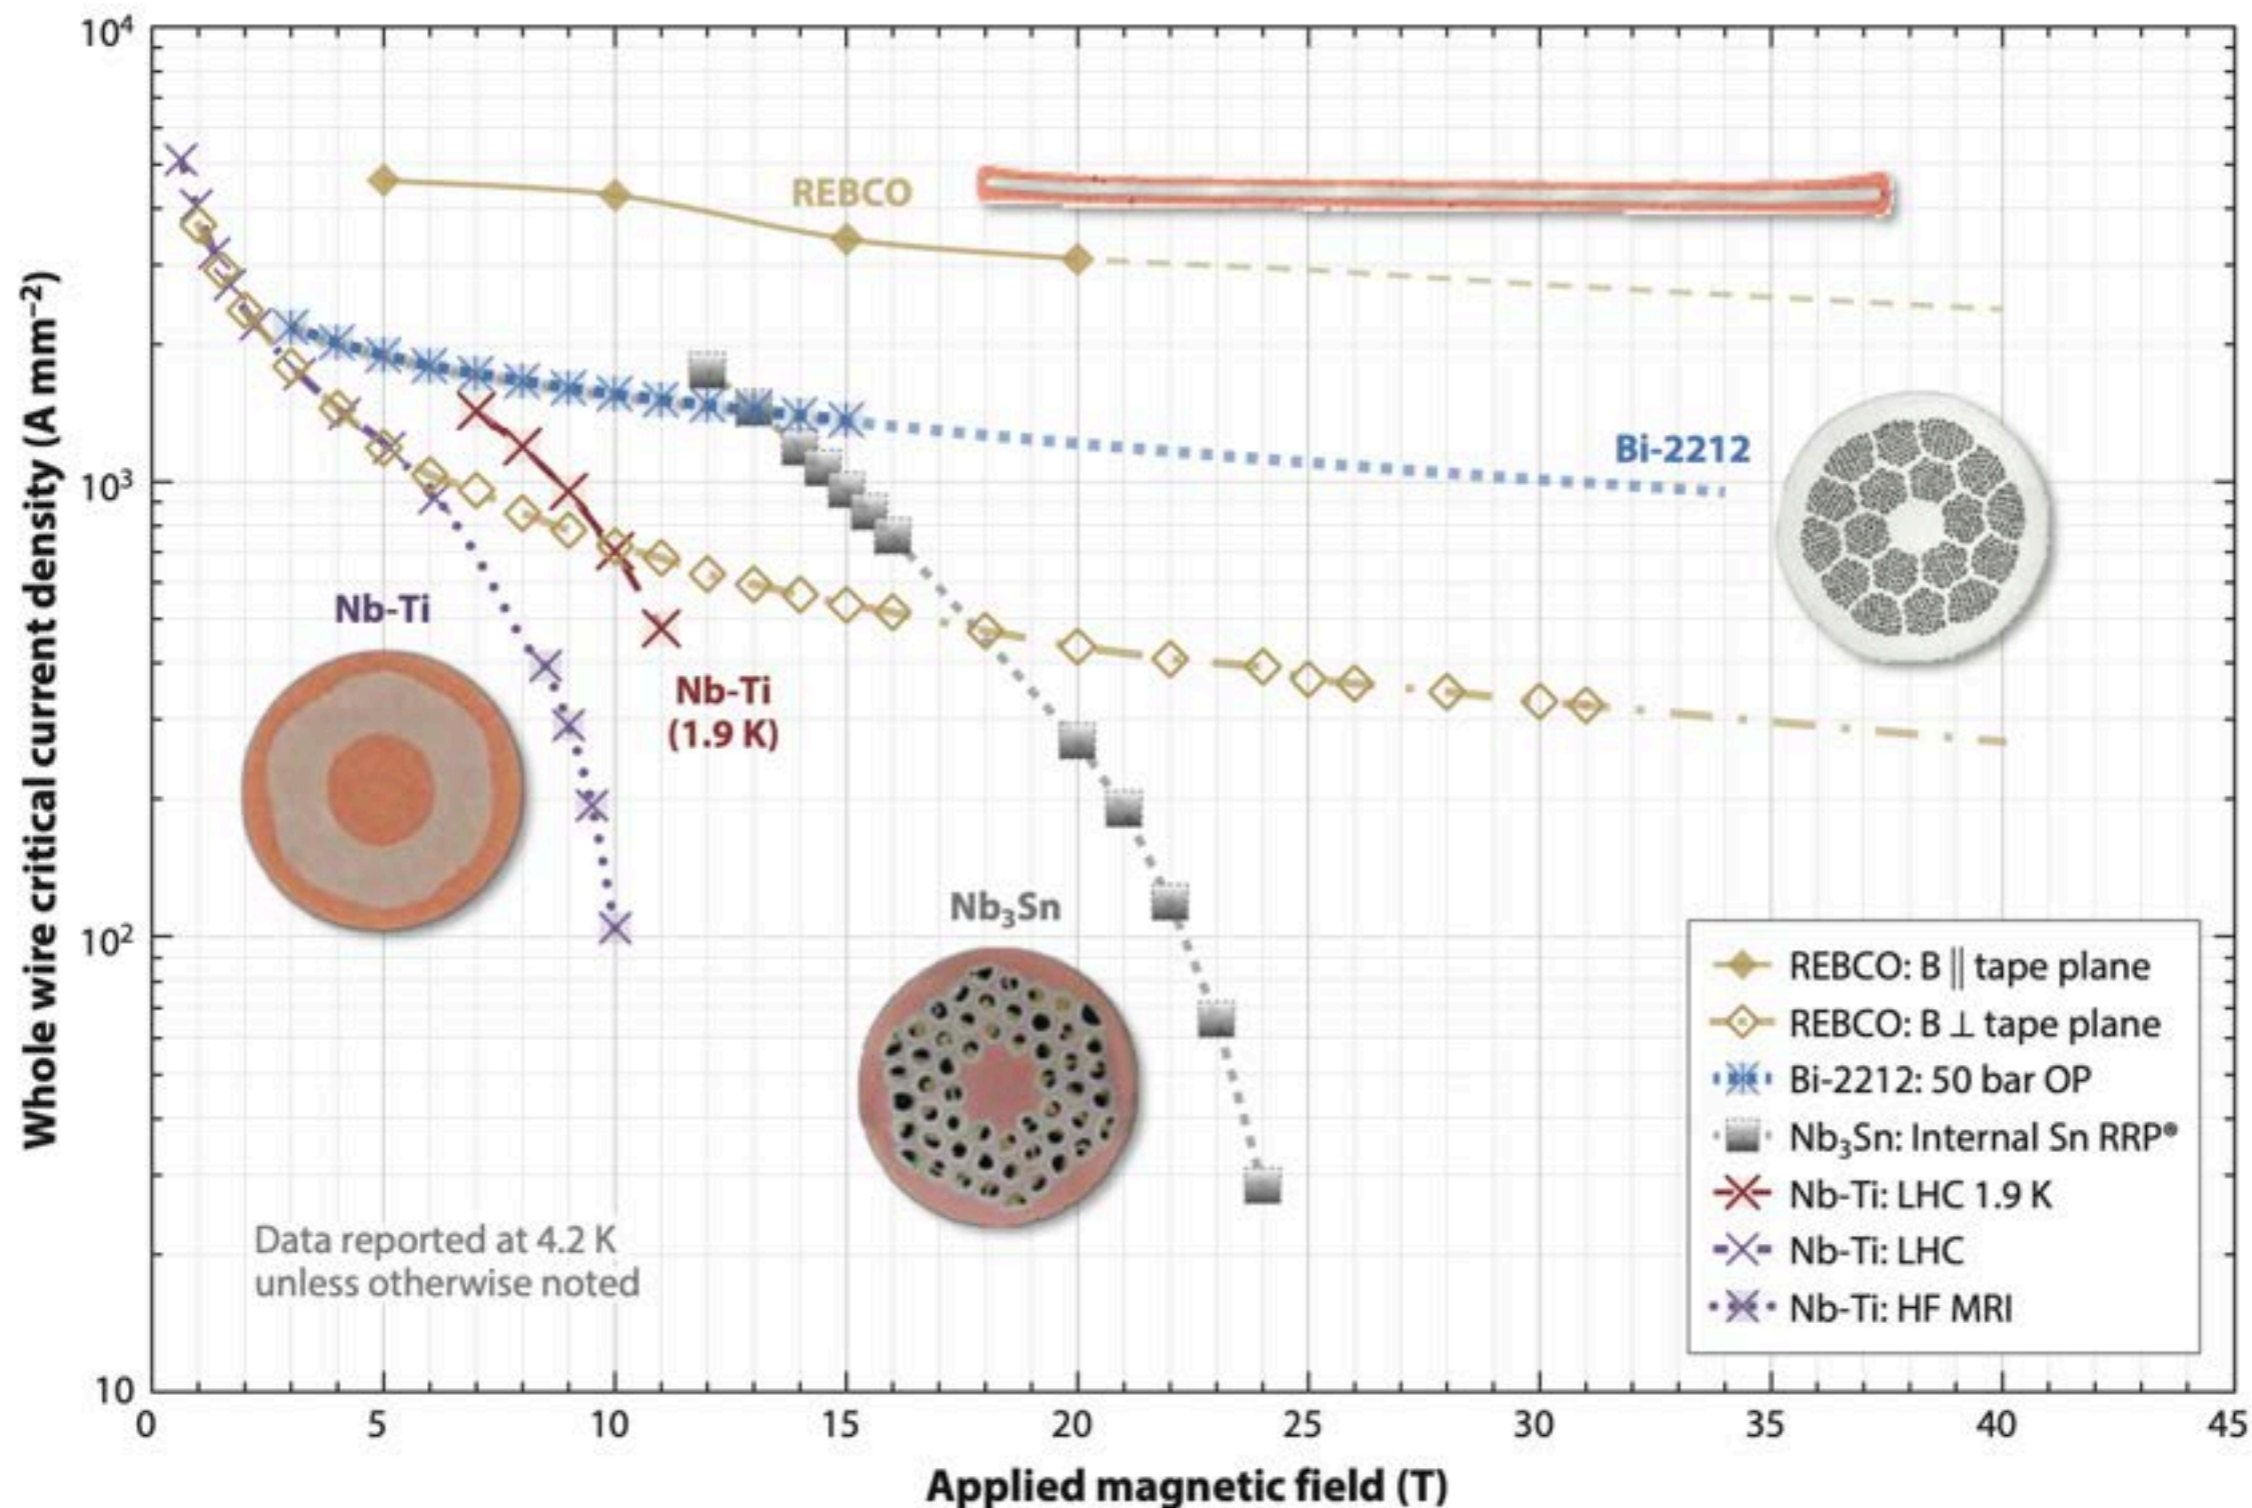 Whole wire critical current density (A mm⁻²)
10⁴
10³
10²
10
REBCO
Bi-2212
Nb-Ti
Nb-Ti
(1.9 K)
Nb₃Sn
Data reported at 4.2 K
unless otherwise noted
REBCO: B || tape plane
REBCO: B ⊥ tape plane
Bi-2212: 50 bar OP
Nb₃Sn: Internal Sn RRP®
Nb-Ti: LHC 1.9 K
Nb-Ti: LHC
Nb-Ti: HF MRI
0 5 10 15 20 25 30 35 40 45
Applied magnetic field (T)